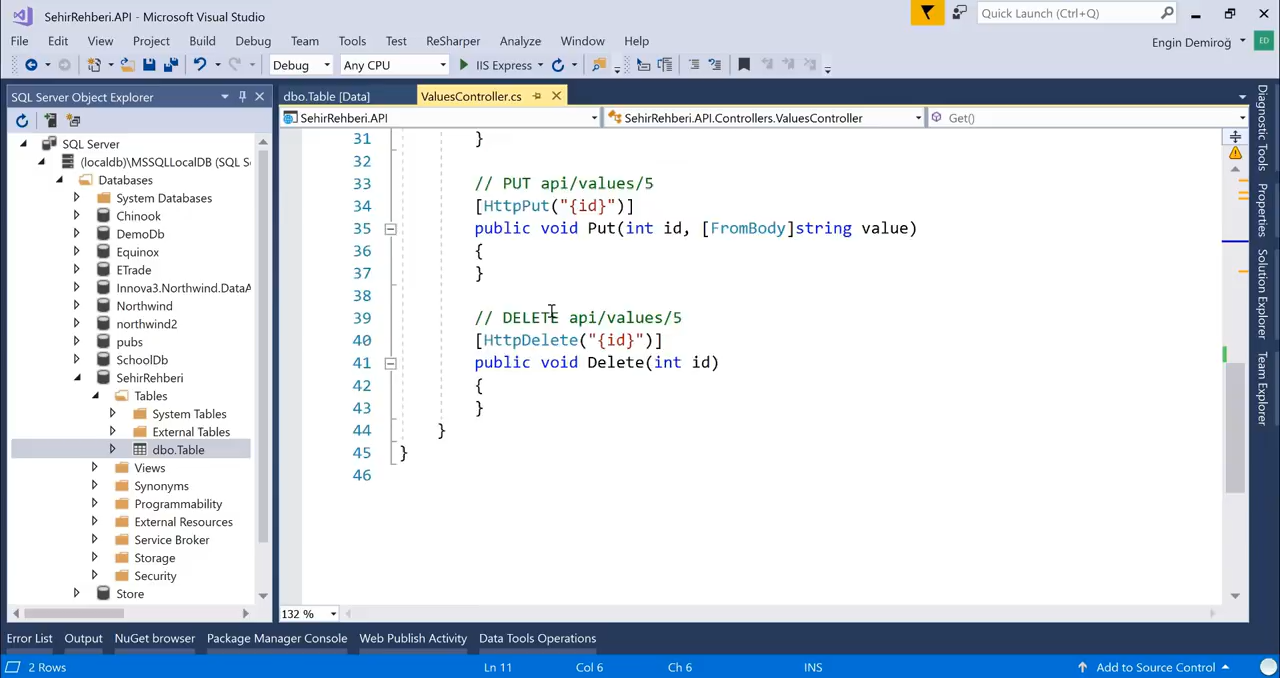 SehirRehberi.API - Microsoft Visual Studio
Quick Launch (Ctrl+Q)
File Edit View Project Build Debug Team Tools Test ReSharper Analyze Window Help
Engin Demiroğ
ED
Debug Any CPU IIS Express
SQL Server Object Explorer
dbo.Table [Data]
ValuesController.cs
SehirRehberi.API
SehirRehberi.API.Controllers.ValuesController
Get()
SQL Server
(localdb)\MSSQLLocalDB (SQL S
Databases
System Databases
Chinook
DemoDb
Equinox
ETrade
Innova3.Northwind.DataA
Northwind
northwind2
pubs
SchoolDb
SehirRehberi
Tables
System Tables
External Tables
dbo.Table
Views
Synonyms
Programmability
External Resources
Service Broker
Storage
Security
Store
31 }
32
33 // PUT api/values/5
34 [HttpPut("{id}")]
35 public void Put(int id, [FromBody]string value)
36 {
37 }
38
39 // DELETE api/values/5
40 [HttpDelete("{id}")]
41 public void Delete(int id)
42 {
43 }
44 }
45 }
46
132 %
Diagnostic Tools
Properties
Solution Explorer
Team Explorer
Error List Output NuGet browser Package Manager Console Web Publish Activity Data Tools Operations
2 Rows Ln 11 Col 6 Ch 6 INS Add to Source Control